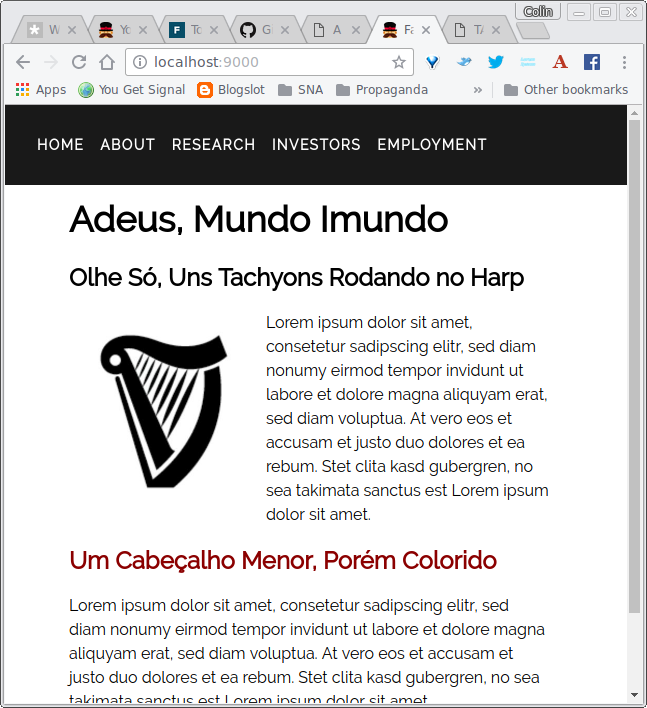 Colin
W
Yo
To
G
A
Fa
TA
localhost:9000
Apps You Get Signal Blogslot SNA Propaganda » Other bookmarks
HOME ABOUT RESEARCH INVESTORS EMPLOYMENT
Adeus, Mundo Imundo
Olhe Só, Uns Tachyons Rodando no Harp
Lorem ipsum dolor sit amet,
consetetur sadipscing elitr, sed diam
nonumy eirmod tempor invidunt ut
labore et dolore magna aliquyam erat,
sed diam voluptua. At vero eos et
accusam et justo duo dolores et ea
rebum. Stet clita kasd gubergren, no
sea takimata sanctus est Lorem ipsum
dolor sit amet.
Um Cabeçalho Menor, Porém Colorido
Lorem ipsum dolor sit amet, consetetur sadipscing elitr, sed
diam nonumy eirmod tempor invidunt ut labore et dolore magna
aliquyam erat, sed diam voluptua. At vero eos et accusam et
justo duo dolores et ea rebum. Stet clita kasd gubergren, no sea
takimata sanctus est Lorem ipsum dolor sit amet.